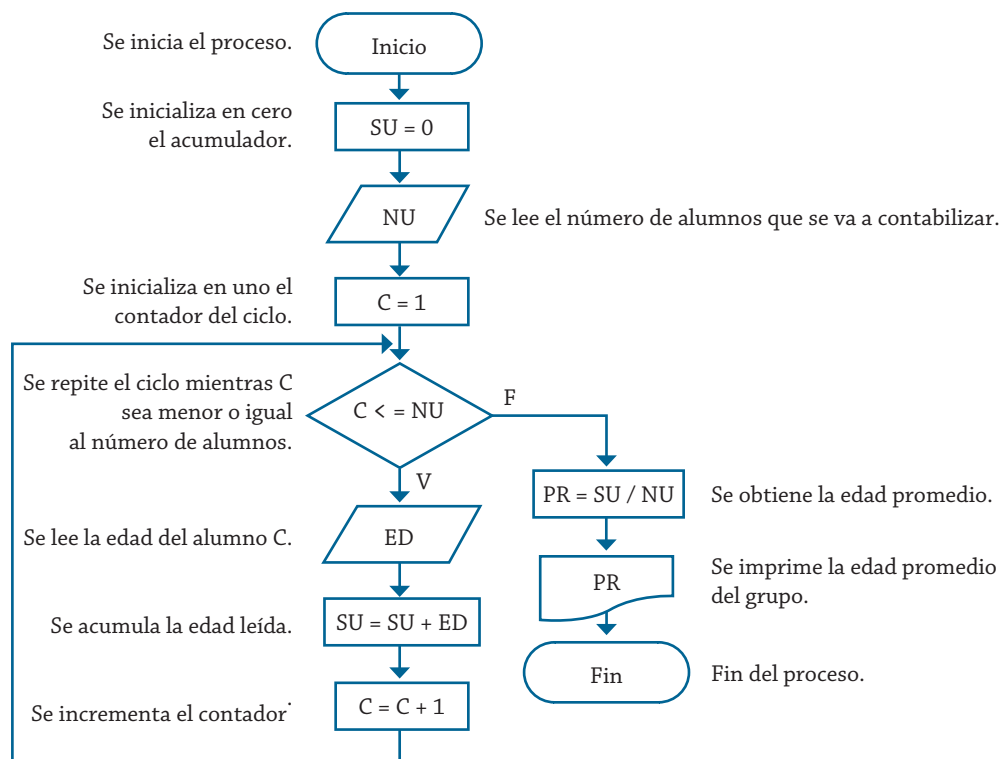 Se inicia el proceso.
Inicio
Se inicializa en cero
el acumulador.
SU = 0
NU
Se lee el número de alumnos que se va a contabilizar.
Se inicializa en uno el
contador del ciclo.
C = 1
Se repite el ciclo mientras C
sea menor o igual
al número de alumnos.
C < = NU
F
V
PR = SU / NU
Se obtiene la edad promedio.
Se lee la edad del alumno C.
ED
PR
Se imprime la edad promedio
del grupo.
Se acumula la edad leída.
SU = SU + ED
Fin
Fin del proceso.
Se incrementa el contador.
C = C + 1